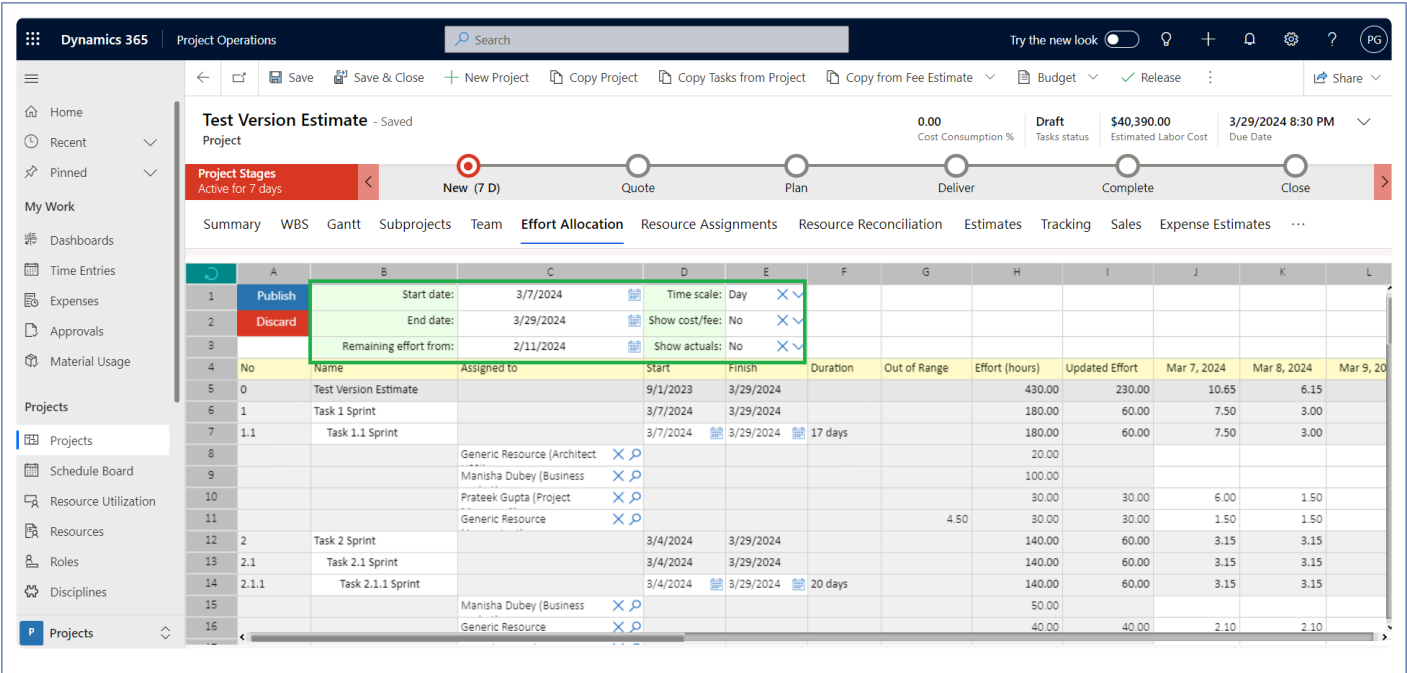 Dynamics 365 Project Operations Search Try the new look PG
Save Save & Close New Project Copy Project Copy Tasks from Project Copy from Fee Estimate Budget Release Share
Home
Recent
Pinned
My Work
Dashboards
Time Entries
Expenses
Approvals
Material Usage
Projects
Projects
Schedule Board
Resource Utilization
Resources
Roles
Disciplines
P Projects
Test Version Estimate - Saved
Project
0.00 Draft $40,390.00 3/29/2024 8:30 PM
Cost Consumption % Tasks status Estimated Labor Cost Due Date
Project Stages
Active for 7 days
New (7 D) Quote Plan Deliver Complete Close
Summary WBS Gantt Subprojects Team Effort Allocation Resource Assignments Resource Reconciliation Estimates Tracking Sales Expense Estimates ...
A B C D E F G H I J K L
1 Publish Start date: 3/7/2024 Time scale: Day
2 Discard End date: 3/29/2024 Show cost/fee: No
3 Remaining effort from: 2/11/2024 Show actuals: No
4 No Name Assigned to Start Finish Duration Out of Range Effort (hours) Updated Effort Mar 7, 2024 Mar 8, 2024 Mar 9, 20
5 0 Test Version Estimate 9/1/2023 3/29/2024 430.00 230.00 10.65 6.15
6 1 Task 1 Sprint 3/7/2024 3/29/2024 180.00 60.00 7.50 3.00
7 1.1 Task 1.1 Sprint 3/7/2024 3/29/2024 17 days 180.00 60.00 7.50 3.00
8 Generic Resource (Architect 20.00
9 Manisha Dubey (Business 100.00
10 Prateek Gupta (Project 30.00 30.00 6.00 1.50
11 Generic Resource 4.50 30.00 30.00 1.50 1.50
12 2 Task 2 Sprint 3/4/2024 3/29/2024 140.00 60.00 3.15 3.15
13 2.1 Task 2.1 Sprint 3/4/2024 3/29/2024 140.00 60.00 3.15 3.15
14 2.1.1 Task 2.1.1 Sprint 3/4/2024 3/29/2024 20 days 140.00 60.00 3.15 3.15
15 Manisha Dubey (Business 50.00
16 Generic Resource 40.00 40.00 2.10 2.10